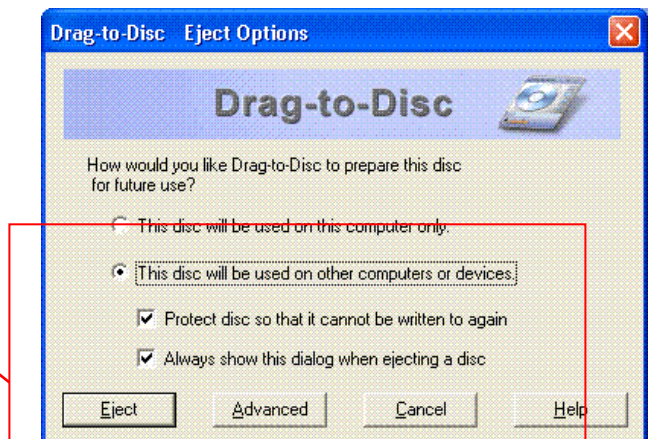 Drag-to-Disc Eject Options
Drag-to-Disc
How would you like Drag-to-Disc to prepare this disc
for future use?
This disc will be used on this computer only.
This disc will be used on other computers or devices.
Protect disc so that it cannot be written to again
Always show this dialog when ejecting a disc
Eject Advanced Cancel Help